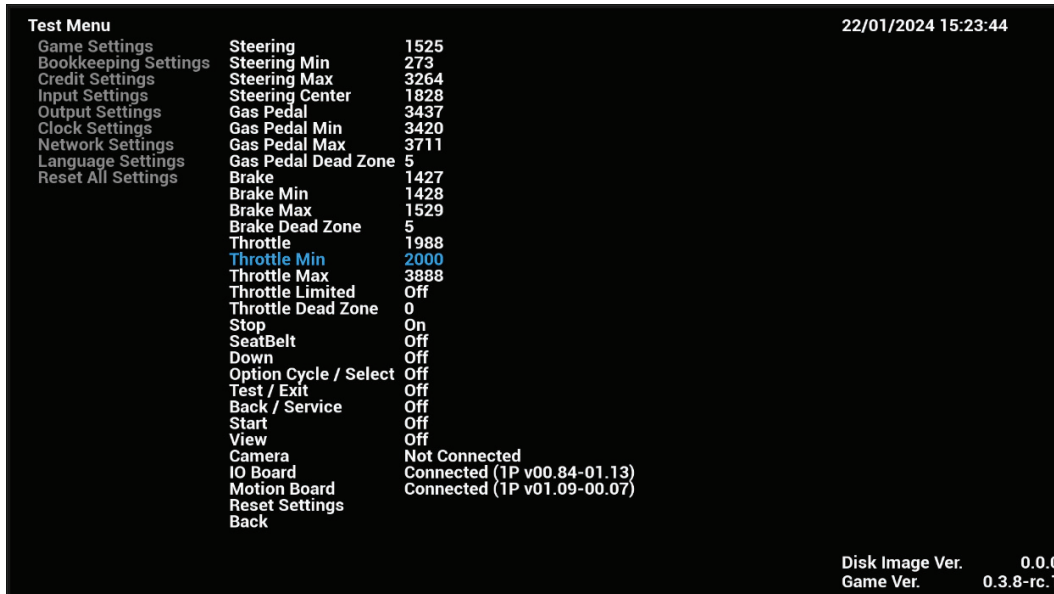 Test Menu 22/01/2024 15:23:44
Game Settings Steering 1525
Bookkeeping Settings Steering Min 273
Credit Settings Steering Max 3264
Input Settings Steering Center 1828
Output Settings Gas Pedal 3437
Clock Settings Gas Pedal Min 3420
Network Settings Gas Pedal Max 3711
Language Settings Gas Pedal Dead Zone 5
Reset All Settings Brake 1427
Brake Min 1428
Brake Max 1529
Brake Dead Zone 5
Throttle 1988
Throttle Min 2000
Throttle Max 3888
Throttle Limited Off
Throttle Dead Zone 0
Stop On
SeatBelt Off
Down Off
Option Cycle / Select Off
Test / Exit Off
Back / Service Off
Start Off
View Off
Camera Not Connected
IO Board Connected (1P v00.84-01.13)
Motion Board Connected (1P v01.09-00.07)
Reset Settings
Back
Disk Image Ver. 0.0.
Game Ver. 0.3.8-rc.